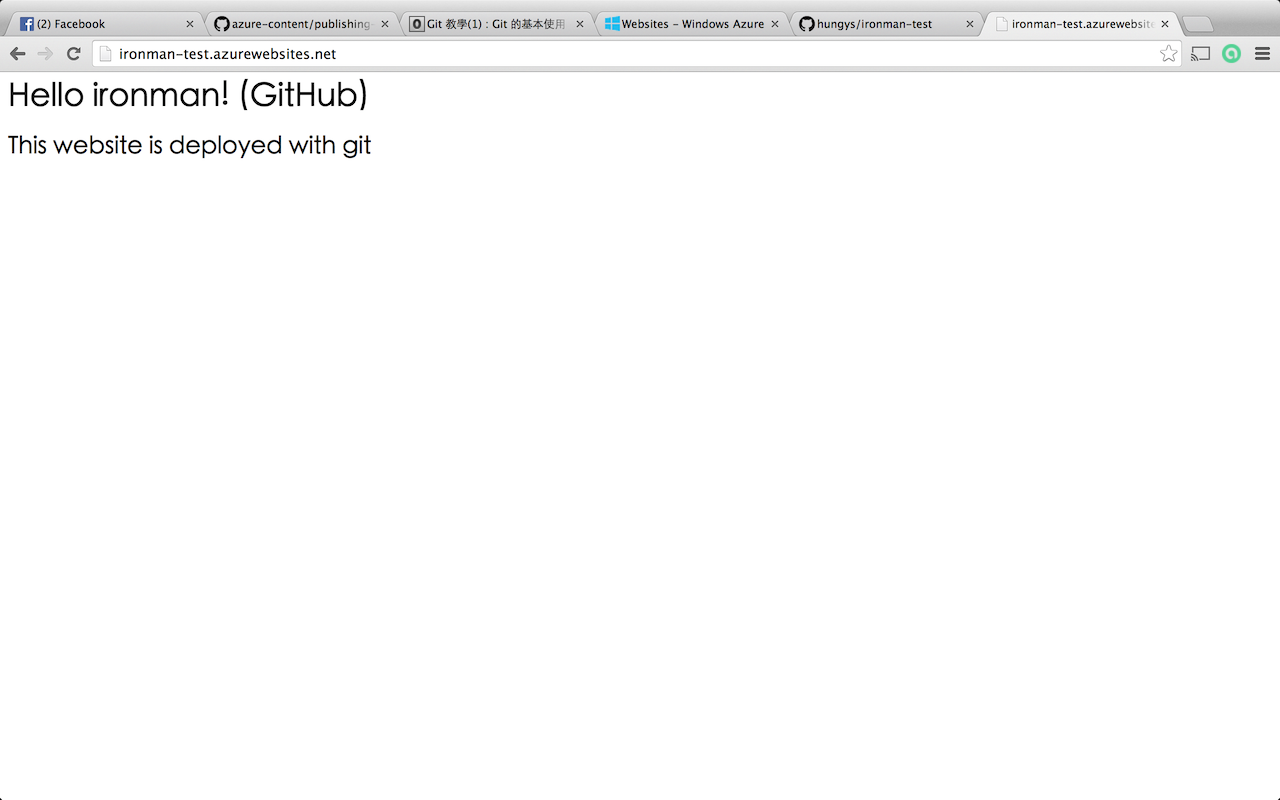 (2) Facebook
azure-content/publishing-
Git 教學(1) : Git 的基本使用
Websites - Windows Azure
hungys/ironman-test
ironman-test.azurewebsite
ironman-test.azurewebsites.net
Hello ironman! (GitHub)
This website is deployed with git